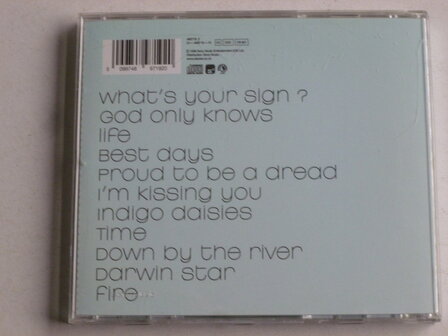 What's your sign ?
God only knows
life
Best days
Proud to be a dread
I'm kissing you
Indigo daisies
Time
Down by the river
Darwin star
fire